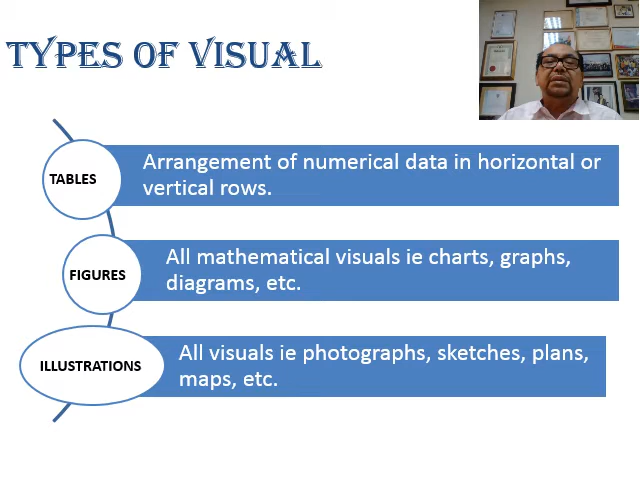 TYPES OF VISUAL
TABLES
Arrangement of numerical data in horizontal or
vertical rows.
FIGURES
All mathematical visuals ie charts, graphs,
diagrams, etc.
ILLUSTRATIONS
All visuals ie photographs, sketches, plans,
maps, etc.